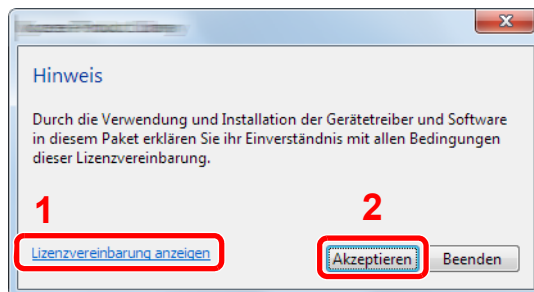 Hinweis
Durch die Verwendung und Installation der Gerätetreiber und Software
in diesem Paket erklären Sie ihr Einverständnis mit allen Bedingungen
dieser Lizenzvereinbarung.
1
2
Lizenzvereinbarung anzeigen
Akzeptieren Beenden